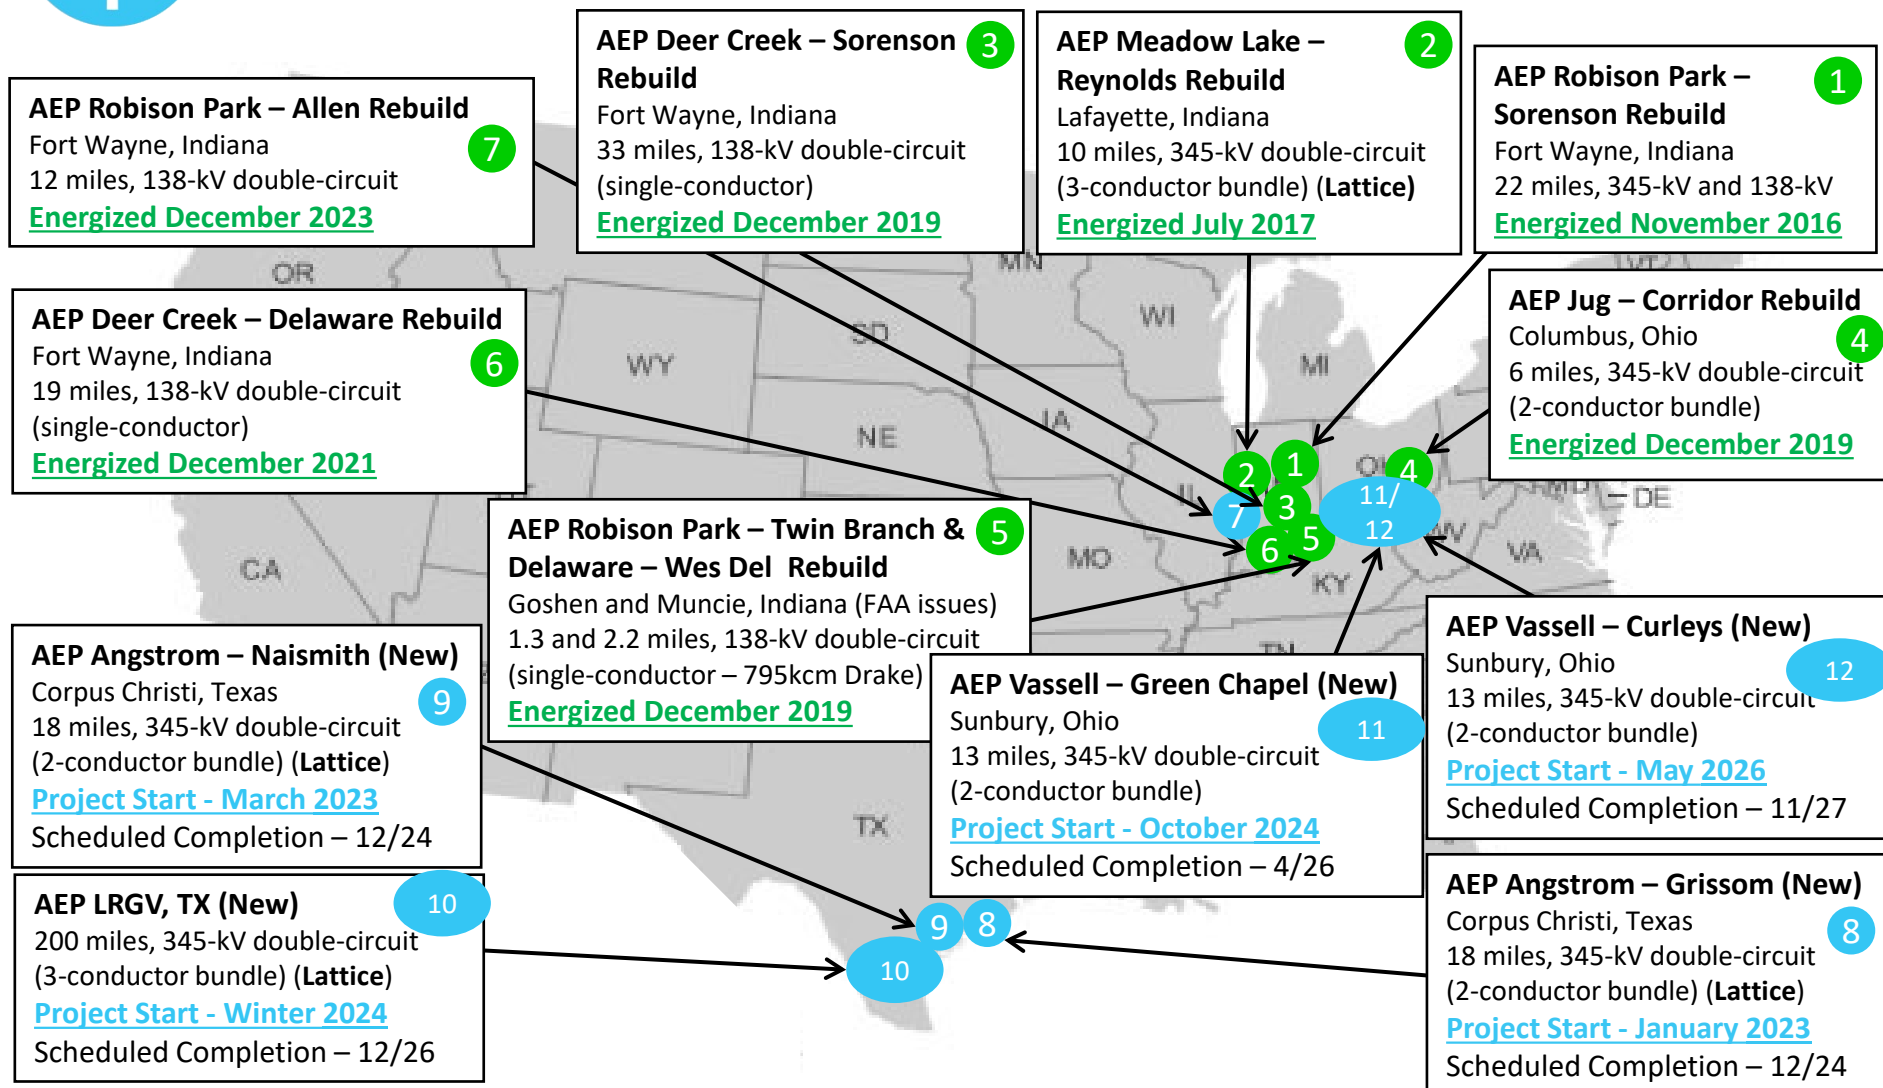 AEP Robison Park – Allen Rebuild
Fort Wayne, Indiana
12 miles, 138-kV double-circuit
Energized December 2023
7
AEP Deer Creek – Sorenson
Rebuild
Fort Wayne, Indiana
33 miles, 138-kV double-circuit
(single-conductor)
Energized December 2019
3
AEP Meadow Lake –
Reynolds Rebuild
Lafayette, Indiana
10 miles, 345-kV double-circuit
(3-conductor bundle) (Lattice)
Energized July 2017
2
AEP Robison Park –
Sorenson Rebuild
Fort Wayne, Indiana
22 miles, 345-kV and 138-kV
Energized November 2016
1
AEP Deer Creek – Delaware Rebuild
Fort Wayne, Indiana
19 miles, 138-kV double-circuit
(single-conductor)
Energized December 2021
6
AEP Jug – Corridor Rebuild
Columbus, Ohio
6 miles, 345-kV double-circuit
(2-conductor bundle)
Energized December 2019
4
AEP Robison Park – Twin Branch &
Delaware – Wes Del Rebuild
Goshen and Muncie, Indiana (FAA issues)
1.3 and 2.2 miles, 138-kV double-circuit
(single-conductor – 795kcm Drake)
Energized December 2019
5
AEP Angstrom – Naismith (New)
Corpus Christi, Texas
18 miles, 345-kV double-circuit
(2-conductor bundle) (Lattice)
Project Start - March 2023
Scheduled Completion – 12/24
9
AEP Vassell – Green Chapel (New)
Sunbury, Ohio
13 miles, 345-kV double-circuit
(2-conductor bundle)
Project Start - October 2024
Scheduled Completion – 4/26
11
AEP Vassell – Curleys (New)
Sunbury, Ohio
13 miles, 345-kV double-circuit
(2-conductor bundle)
Project Start - May 2026
Scheduled Completion – 11/27
12
AEP LRGV, TX (New)
200 miles, 345-kV double-circuit
(3-conductor bundle) (Lattice)
Project Start - Winter 2024
Scheduled Completion – 12/26
10
AEP Angstrom – Grissom (New)
Corpus Christi, Texas
18 miles, 345-kV double-circuit
(2-conductor bundle) (Lattice)
Project Start - January 2023
Scheduled Completion – 12/24
8
OR
MN
VT
WI
SD
WY
MI
IA
NE
IL
OH
MD
DE
WV
VA
CA
MO
KY
TN
TX
2
1
4
3
7
11/
12
5
6
9
8
10